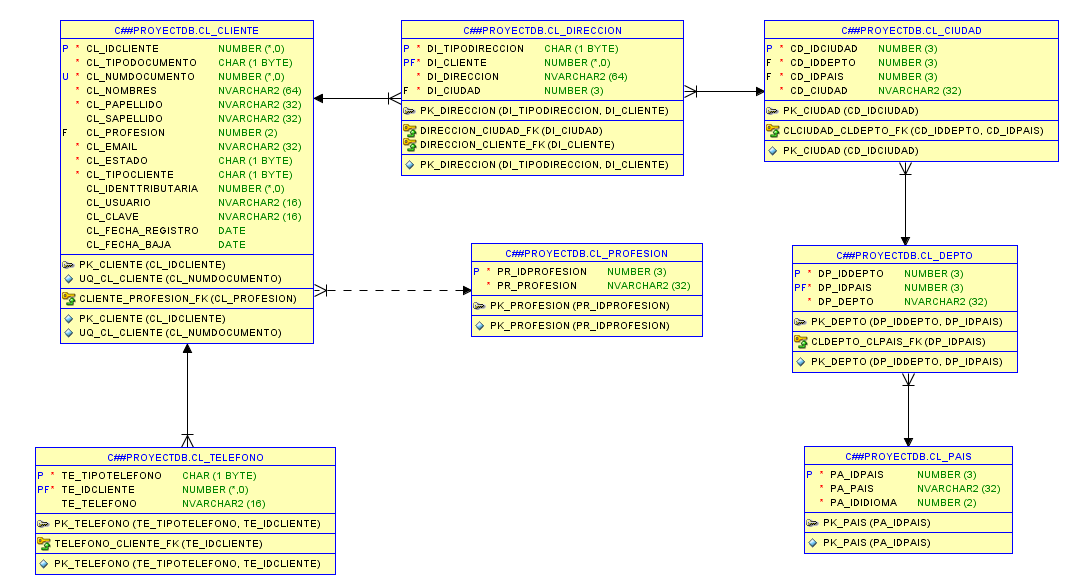 C##PROYECTDB.CL_CLIENTE
P * CL_IDCLIENTE NUMBER (*,0)
* CL_TIPODOCUMENTO CHAR (1 BYTE)
U * CL_NUMDOCUMENTO NUMBER (*,0)
* CL_NOMBRES NVARCHAR2 (64)
* CL_PAPELLIDO NVARCHAR2 (32)
CL_SAPELLIDO NVARCHAR2 (32)
F CL_PROFESION NUMBER (2)
* CL_EMAIL NVARCHAR2 (32)
* CL_ESTADO CHAR (1 BYTE)
* CL_TIPOCLIENTE CHAR (1 BYTE)
CL_IDENTTRIBUTARIA NUMBER (*,0)
CL_USUARIO NVARCHAR2 (16)
CL_CLAVE NVARCHAR2 (16)
CL_FECHA_REGISTRO DATE
CL_FECHA_BAJA DATE
PK_CLIENTE (CL_IDCLIENTE)
UQ_CL_CLIENTE (CL_NUMDOCUMENTO)
CLIENTE_PROFESION_FK (CL_PROFESION)
PK_CLIENTE (CL_IDCLIENTE)
UQ_CL_CLIENTE (CL_NUMDOCUMENTO)
C##PROYECTDB.CL_DIRECCION
P * DI_TIPODIRECCION CHAR (1 BYTE)
PF* DI_CLIENTE NUMBER (*,0)
* DI_DIRECCION NVARCHAR2 (64)
F * DI_CIUDAD NUMBER (3)
PK_DIRECCION (DI_TIPODIRECCION, DI_CLIENTE)
DIRECCION_CIUDAD_FK (DI_CIUDAD)
DIRECCION_CLIENTE_FK (DI_CLIENTE)
PK_DIRECCION (DI_TIPODIRECCION, DI_CLIENTE)
C##PROYECTDB.CL_CIUDAD
P * CD_IDCIUDAD NUMBER (3)
F * CD_IDDEPTO NUMBER (3)
F * CD_IDPAIS NUMBER (3)
* CD_CIUDAD NVARCHAR2 (32)
PK_CIUDAD (CD_IDCIUDAD)
CLCIUDAD_CLDEPTO_FK (CD_IDDEPTO, CD_IDPAIS)
PK_CIUDAD (CD_IDCIUDAD)
C##PROYECTDB.CL_PROFESION
P * PR_IDPROFESION NUMBER (3)
* PR_PROFESION NVARCHAR2 (32)
PK_PROFESION (PR_IDPROFESION)
PK_PROFESION (PR_IDPROFESION)
C##PROYECTDB.CL_DEPTO
P * DP_IDDEPTO NUMBER (3)
PF* DP_IDPAIS NUMBER (3)
* DP_DEPTO NVARCHAR2 (32)
PK_DEPTO (DP_IDDEPTO, DP_IDPAIS)
CLDEPTO_CLPAIS_FK (DP_IDPAIS)
PK_DEPTO (DP_IDDEPTO, DP_IDPAIS)
C##PROYECTDB.CL_TELEFONO
P * TE_TIPOTELEFONO CHAR (1 BYTE)
PF* TE_IDCLIENTE NUMBER (*,0)
TE_TELEFONO NVARCHAR2 (16)
PK_TELEFONO (TE_TIPOTELEFONO, TE_IDCLIENTE)
TELEFONO_CLIENTE_FK (TE_IDCLIENTE)
PK_TELEFONO (TE_TIPOTELEFONO, TE_IDCLIENTE)
C##PROYECTDB.CL_PAIS
P * PA_IDPAIS NUMBER (3)
* PA_PAIS NVARCHAR2 (32)
* PA_IDIDIOMA NUMBER (2)
PK_PAIS (PA_IDPAIS)
PK_PAIS (PA_IDPAIS)